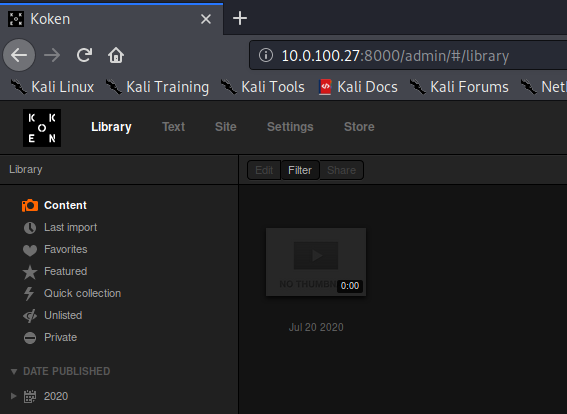 Koken
10.0.100.27:8000/admin/#/library
Kali Linux Kali Training Kali Tools Kali Docs Kali Forums Net
KOKEN Library Text Site Settings Store
Library Edit Filter Share
Content
Last import
Favorites
Featured
Quick collection
Unlisted
Private
NO THUMBN
0:00
Jul 20 2020
DATE PUBLISHED
2020